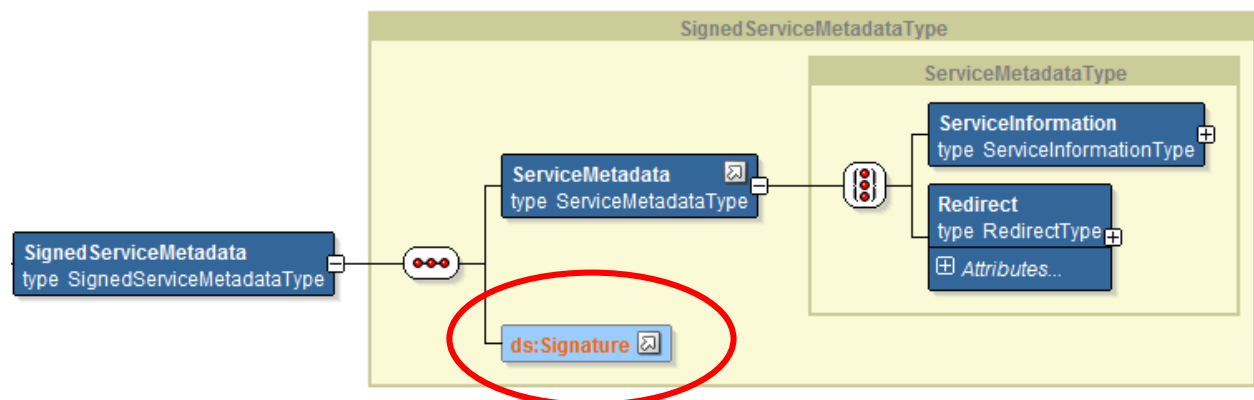 SignedServiceMetadataType
ServiceMetadataType
ServiceInformation
type ServiceInformationType
ServiceMetadata
type ServiceMetadataType
Redirect
type RedirectType
Attributes...
SignedServiceMetadata
type SignedServiceMetadataType
ds:Signature